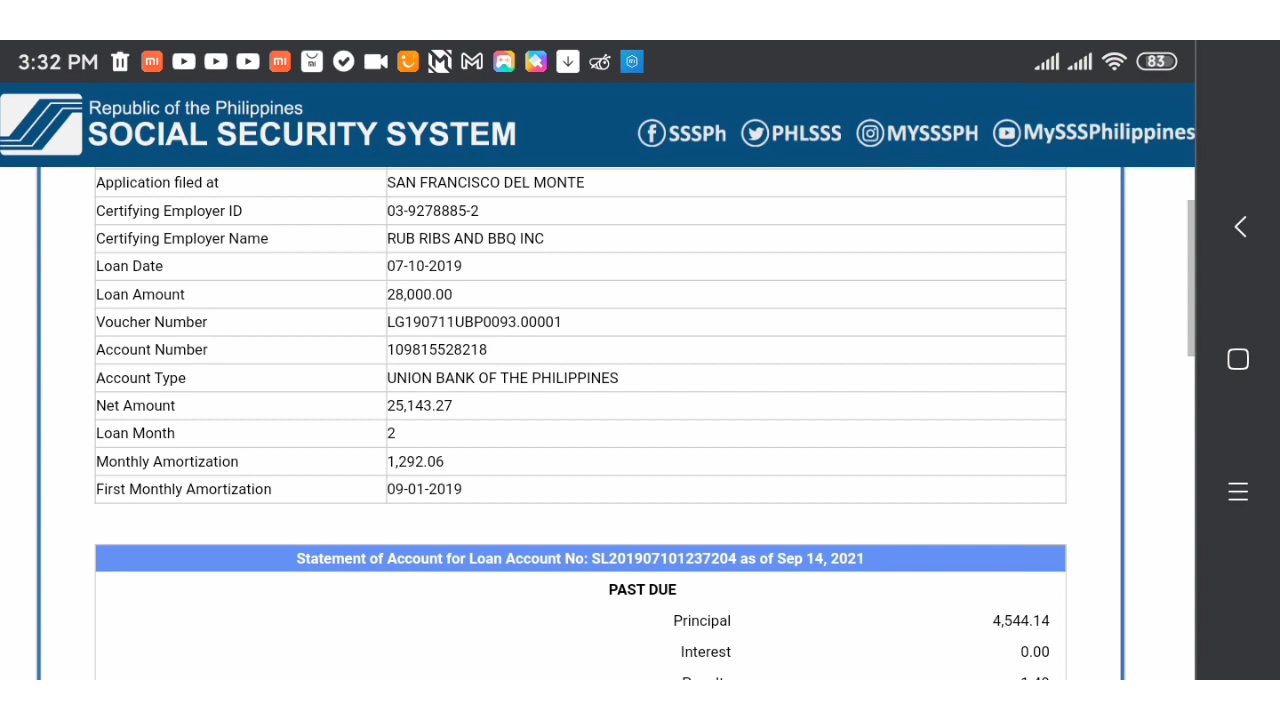 3:32 PM
83
Republic of the Philippines
SOCIAL SECURITY SYSTEM
SSSPh PHLSSS MYSSSPH MySSSPhilippines
Application filed at SAN FRANCISCO DEL MONTE
Certifying Employer ID 03-9278885-2
Certifying Employer Name RUB RIBS AND BBQ INC
Loan Date 07-10-2019
Loan Amount 28,000.00
Voucher Number LG190711UBP0093.00001
Account Number 109815528218
Account Type UNION BANK OF THE PHILIPPINES
Net Amount 25,143.27
Loan Month 2
Monthly Amortization 1,292.06
First Monthly Amortization 09-01-2019
Statement of Account for Loan Account No: SL201907101237204 as of Sep 14, 2021
PAST DUE
Principal 4,544.14
Interest 0.00